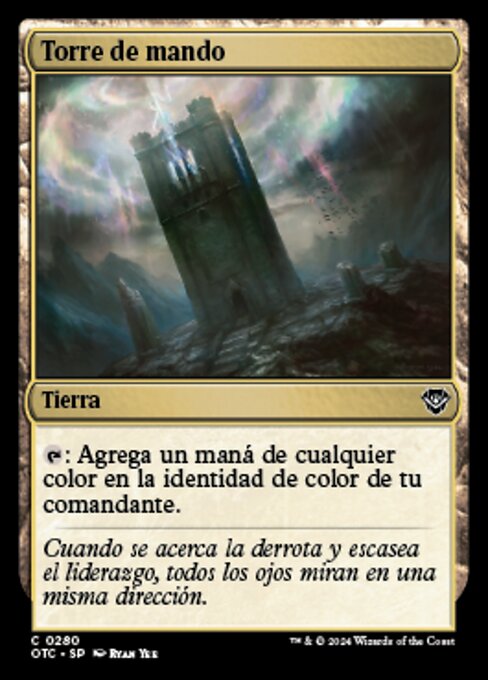 Torre de mando
Tierra
: Agrega un maná de cualquier
color en la identidad de color de tu
comandante.
Cuando se acerca la derrota y escasea
el liderazgo, todos los ojos miran en una
misma dirección.
C 0280
OTC • SP Ryan Yee
™ & © 2024 Wizards of the Coast